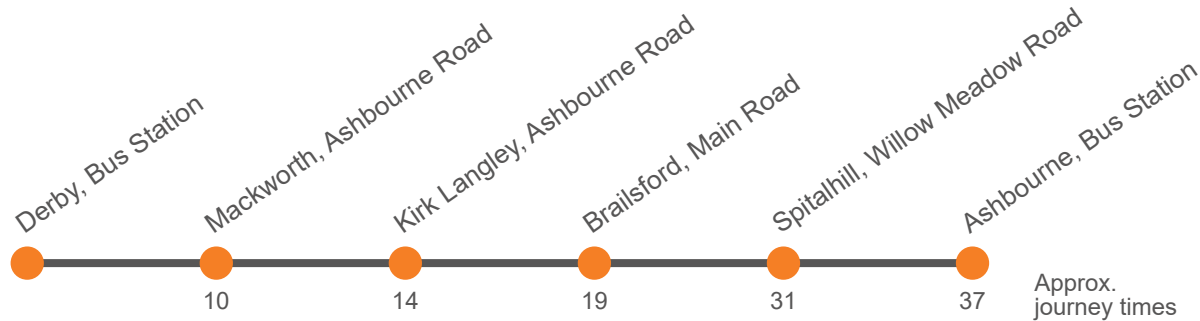 Derby, Bus Station
Mackworth, Ashbourne Road
Kirk Langley, Ashbourne Road
Brailsford, Main Road
Spitalhill, Willow Meadow Road
Ashbourne, Bus Station
10
14
19
31
37
Approx.
journey times